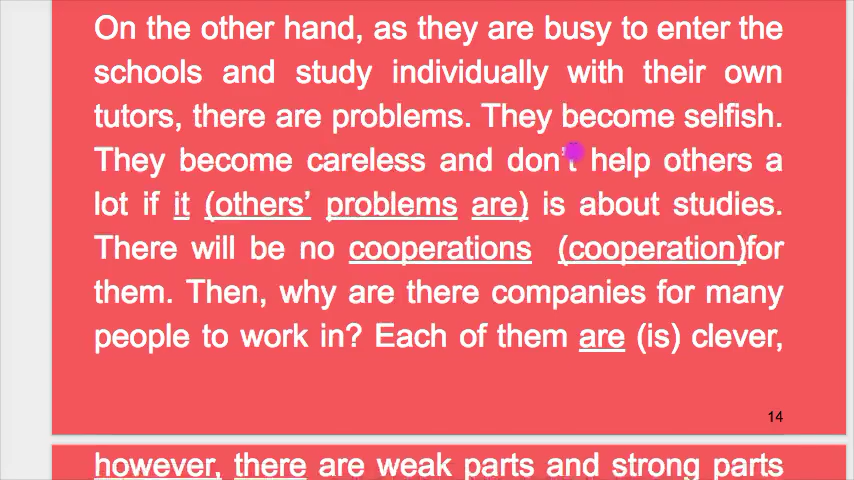 On the other hand, as they are busy to enter the
schools and study individually with their own
tutors, there are problems. They become selfish.
They become careless and don't help others a
lot if it (others' problems are) is about studies.
There will be no cooperations (cooperation)for
them. Then, why are there companies for many
people to work in? Each of them are (is) clever,
14
however, there are weak parts and strong parts